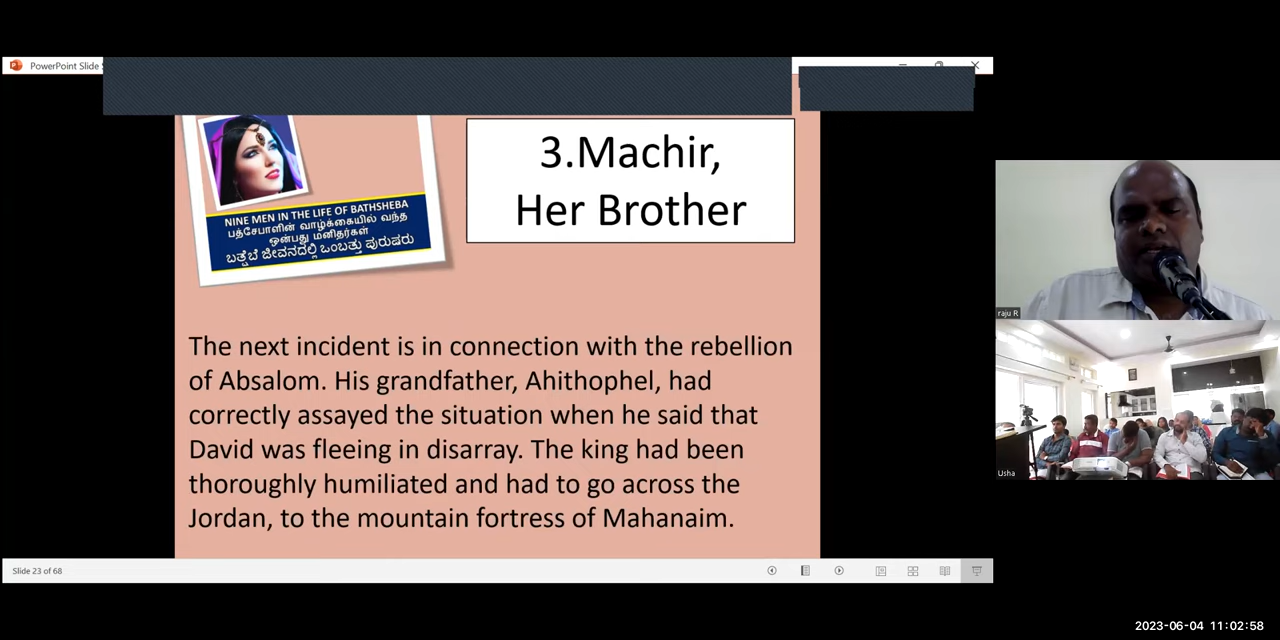 PowerPoint Slide S
NINE MEN IN THE LIFE OF BATHSHEBA
பத்சேபாளின் வாழ்க்கையில் வந்த
ஒன்பது மனிதர்கள்
ಬತ್ಷೆಬೆ ಜೀವನದಲ್ಲಿ ಒಂಬತ್ತು ಪುರುಷರು
3.Machir,
Her Brother
The next incident is in connection with the rebellion
of Absalom. His grandfather, Ahithophel, had
correctly assayed the situation when he said that
David was fleeing in disarray. The king had been
thoroughly humiliated and had to go across the
Jordan, to the mountain fortress of Mahanaim.
Slide 23 of 68
raju R
Usha
2023-06-04 11:02:58